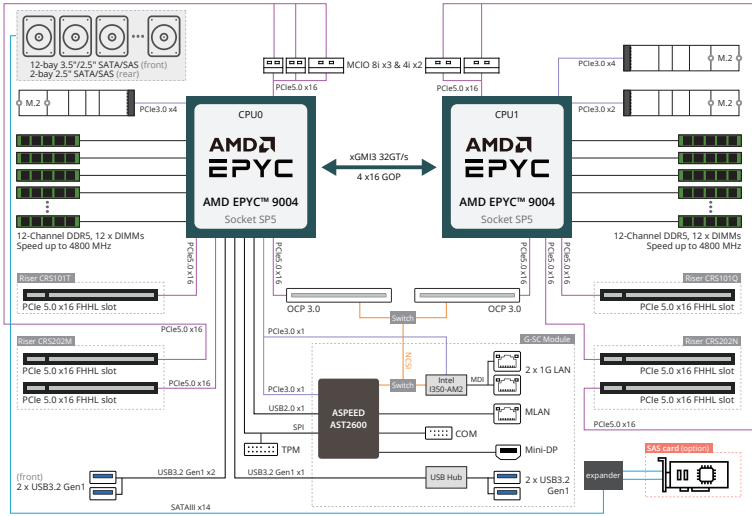 12-bay 3.5"/2.5" SATA/SAS (front)
2-bay 2.5" SATA/SAS (rear)
MCIO 8i x3 & 4i x2
PCIe5.0 x16
PCIe5.0 x16
M.2
PCIe3.0 x4
PCIe3.0 x4
M.2
PCIe3.0 x2
M.2
CPU0
AMD
EPYC
AMD EPYC™ 9004
Socket SP5
xGMI3 32GT/s
4 x16 GOP
CPU1
AMD
EPYC
AMD EPYC™ 9004
Socket SP5
12-Channel DDR5, 12 x DIMMs
Speed up to 4800 MHz
12-Channel DDR5, 12 x DIMMs
Speed up to 4800 MHz
PCIe5.0 x16
PCIe5.0 x16
PCIe5.0 x16
PCIe5.0 x16
PCIe5.0 x16
Riser CRS101T
PCIe 5.0 x16 FHHL slot
OCP 3.0
OCP 3.0
Riser CRS101Q
PCIe 5.0 x16 FHHL slot
Switch
PCIe5.0 x16
PCIe3.0 x1
NCSI
Riser CRS202M
PCIe 5.0 x16 FHHL slot
PCIe5.0 x16
PCIe 5.0 x16 FHHL slot
G-SC Module
Riser CRS202N
PCIe 5.0 x16 FHHL slot
PCIe 5.0 x16 FHHL slot
PCIe5.0 x16
PCIe3.0 x1
Switch
Intel
I350-AM2
MDI
2 x 1G LAN
ASPEED
AST2600
USB2.0 x1
MLAN
SPI
COM
TPM
Mini-DP
(front)
2 x USB3.2 Gen1
USB3.2 Gen1 x2
USB3.2 Gen1 x1
USB Hub
2 x USB3.2
Gen1
SAS card (option)
expander
SATAIII x14